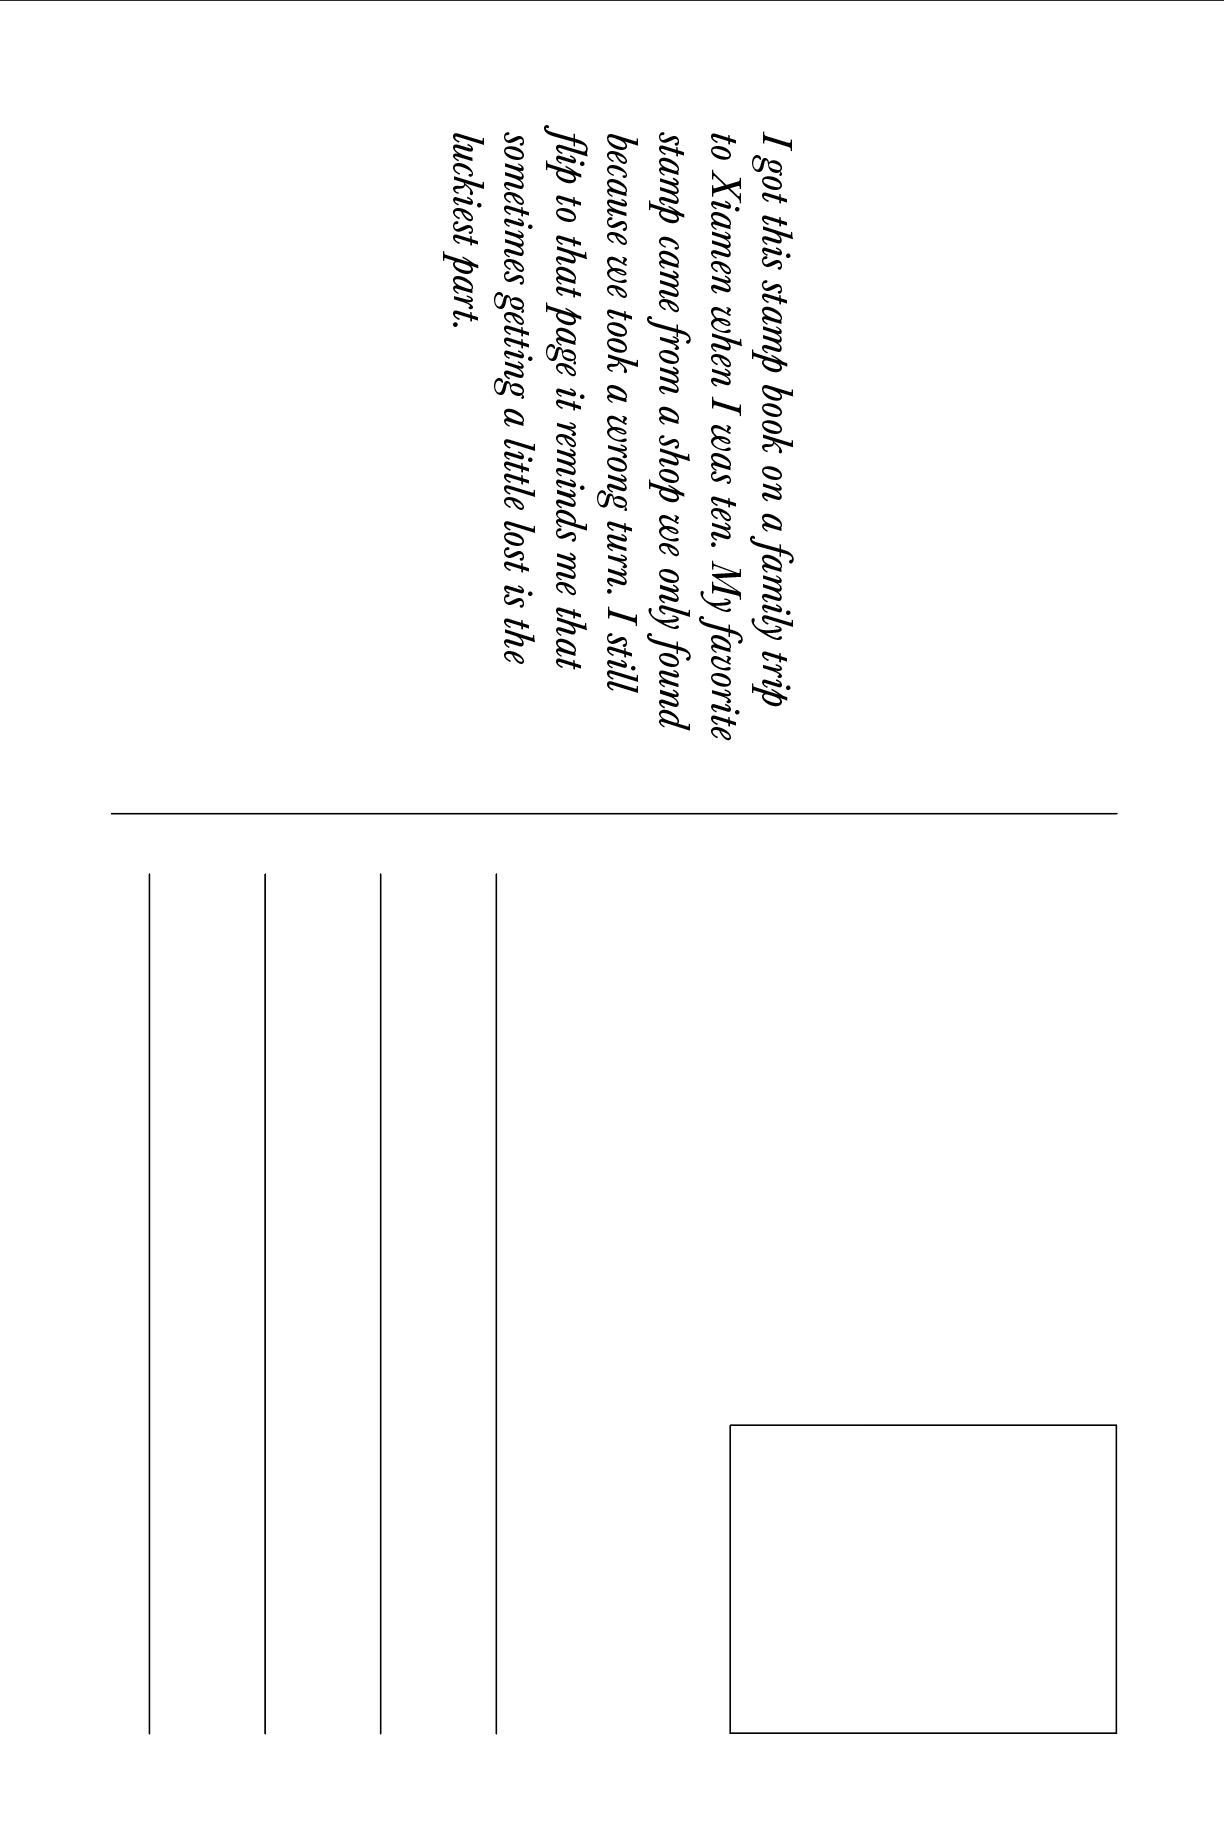 I got this stamp book on a family trip
to Xiamen when I was ten. My favorite
stamp came from a shop we only found
because we took a wrong turn. I still
flip to that page it reminds me that
sometimes getting a little lost is the
luckiest part.